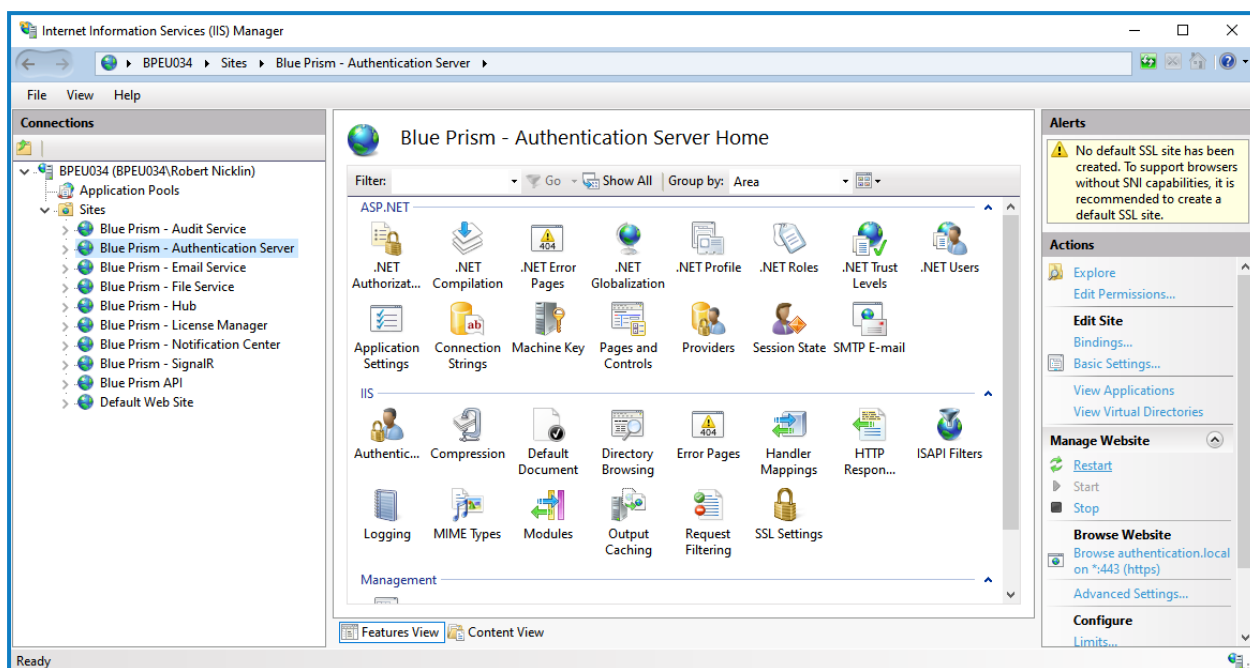 Internet Information Services (IIS) Manager
BPEU034 Sites Blue Prism - Authentication Server
File View Help
Connections
BPEU034 (BPEU034\Robert Nicklin)
Application Pools
Sites
Blue Prism - Audit Service
Blue Prism - Authentication Server
Blue Prism - Email Service
Blue Prism - File Service
Blue Prism - Hub
Blue Prism - License Manager
Blue Prism - Notification Center
Blue Prism - SignalR
Blue Prism API
Default Web Site
Blue Prism - Authentication Server Home
Filter: Go Show All Group by: Area
ASP.NET
.NET .NET .NET Error .NET .NET Profile .NET Roles .NET Trust .NET Users
Authorizat... Compilation Pages Globalization Levels
Application Connection Machine Key Pages and Providers Session State SMTP E-mail
Settings Strings Controls
IIS
Authentic... Compression Default Directory Error Pages Handler HTTP ISAPI Filters
Document Browsing Mappings Respon...
Logging MIME Types Modules Output Request SSL Settings
Caching Filtering
Management
Features View Content View
Alerts
No default SSL site has been
created. To support browsers
without SNI capabilities, it is
recommended to create a
default SSL site.
Actions
Explore
Edit Permissions...
Edit Site
Bindings...
Basic Settings...
View Applications
View Virtual Directories
Manage Website
Restart
Start
Stop
Browse Website
Browse authentication.local
on *:443 (https)
Advanced Settings...
Configure
Limits...
Ready